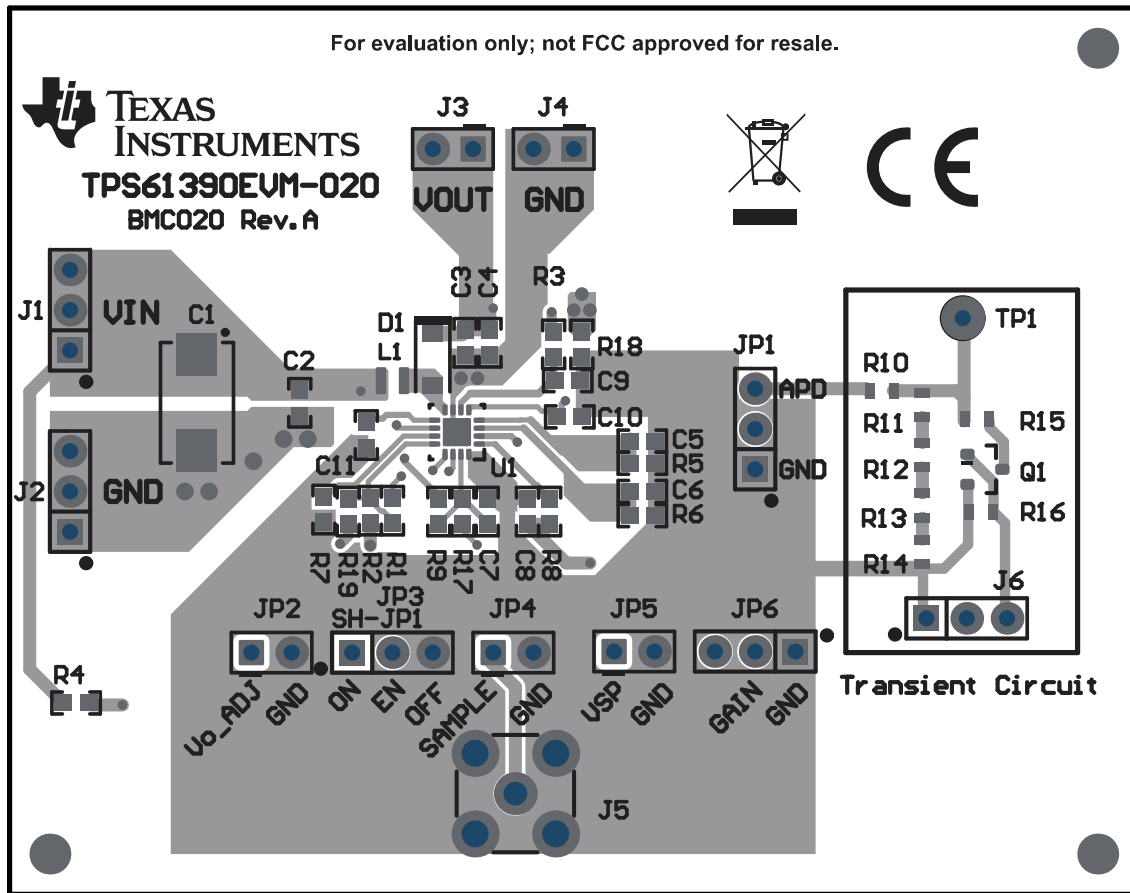 For evaluation only; not FCC approved for resale.
TEXAS
INSTRUMENTS
TPS61390EVM-020
BMC020 Rev.A
J3
J4
VOUT
GND
C3
C4
R3
J1
VIN
C1
D1
L1
C2
R18
C9
C10
JP1
APD
GND
TP1
R10
R11
R12
R13
R14
R15
Q1
R16
J6
Transient Circuit
J2
GND
C11
U1
C5
R5
C6
R6
R7
R19
R2
R1
R9
R17
C7
C8
R8
JP2
JP3
SH-JP1
JP4
JP5
JP6
R4
Vo_ADJ
GND
ON
EN
OFF
SAMPLE
GND
VSP
GND
GAIN
GND
J5